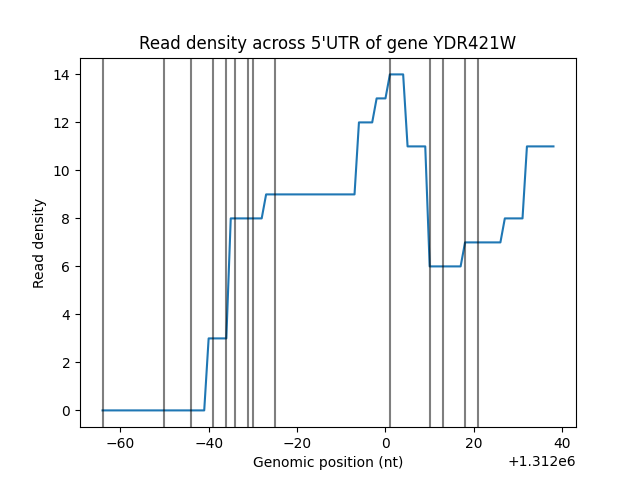 Read density across 5'UTR of gene YDR421W
14
12
10
8
6
4
2
0
Read density
−60 −40 −20 0 20 40
Genomic position (nt)
+1.312e6